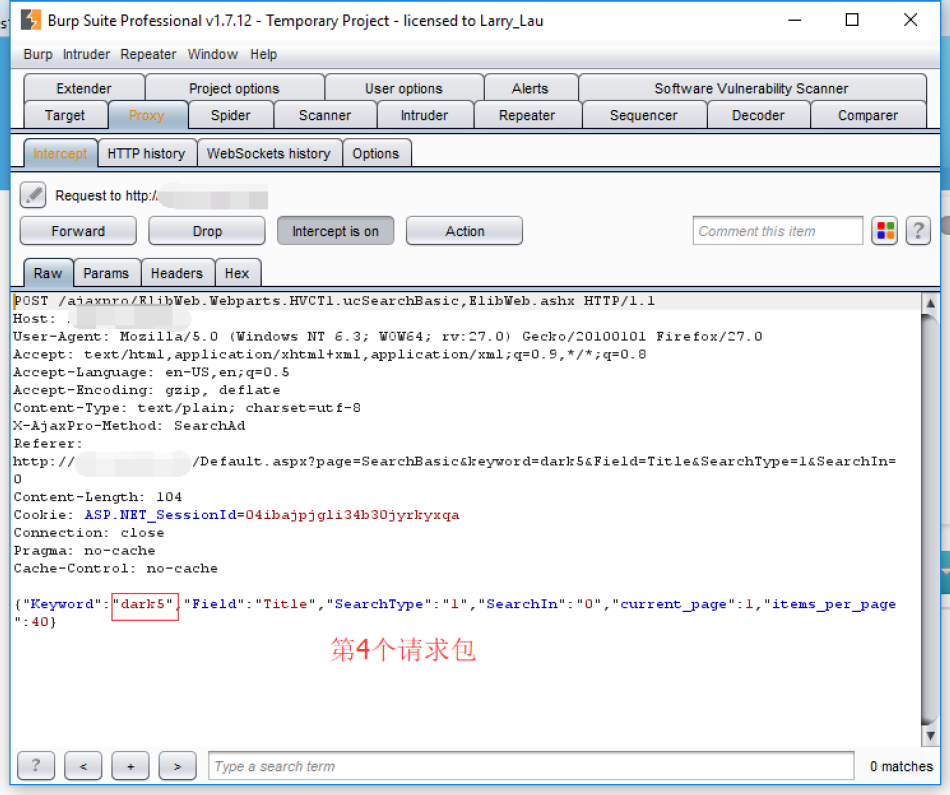 Burp Suite Professional v1.7.12 - Temporary Project - licensed to Larry_Lau
Burp Intruder Repeater Window Help
Extender Project options User options Alerts Software Vulnerability Scanner
Target Proxy Spider Scanner Intruder Repeater Sequencer Decoder Comparer
Intercept HTTP history WebSockets history Options
Request to http://
Forward Drop Intercept is on Action Comment this item ?
Raw Params Headers Hex
POST /ajaxpro/ElibWeb.Webparts.HVCTl.ucSearchBasic,ElibWeb.ashx HTTP/1.1
Host:
User-Agent: Mozilla/5.0 (Windows NT 6.3; WOW64; rv:27.0) Gecko/20100101 Firefox/27.0
Accept: text/html,application/xhtml+xml,application/xml;q=0.9,*/*;q=0.8
Accept-Language: en-US,en;q=0.5
Accept-Encoding: gzip, deflate
Content-Type: text/plain; charset=utf-8
X-AjaxPro-Method: SearchAd
Referer:
http:// /Default.aspx?page=SearchBasic&keyword=dark5&Field=Title&SearchType=1&SearchIn=
0
Content-Length: 104
Cookie: ASP.NET_SessionId=04ibajpjgli34b30jyrkyxqa
Connection: close
Pragma: no-cache
Cache-Control: no-cache
{"Keyword":"dark5","Field":"Title","SearchType":"1","SearchIn":"0","current_page":1,"items_per_page
":40}
第4个请求包
? < + > Type a search term 0 matches